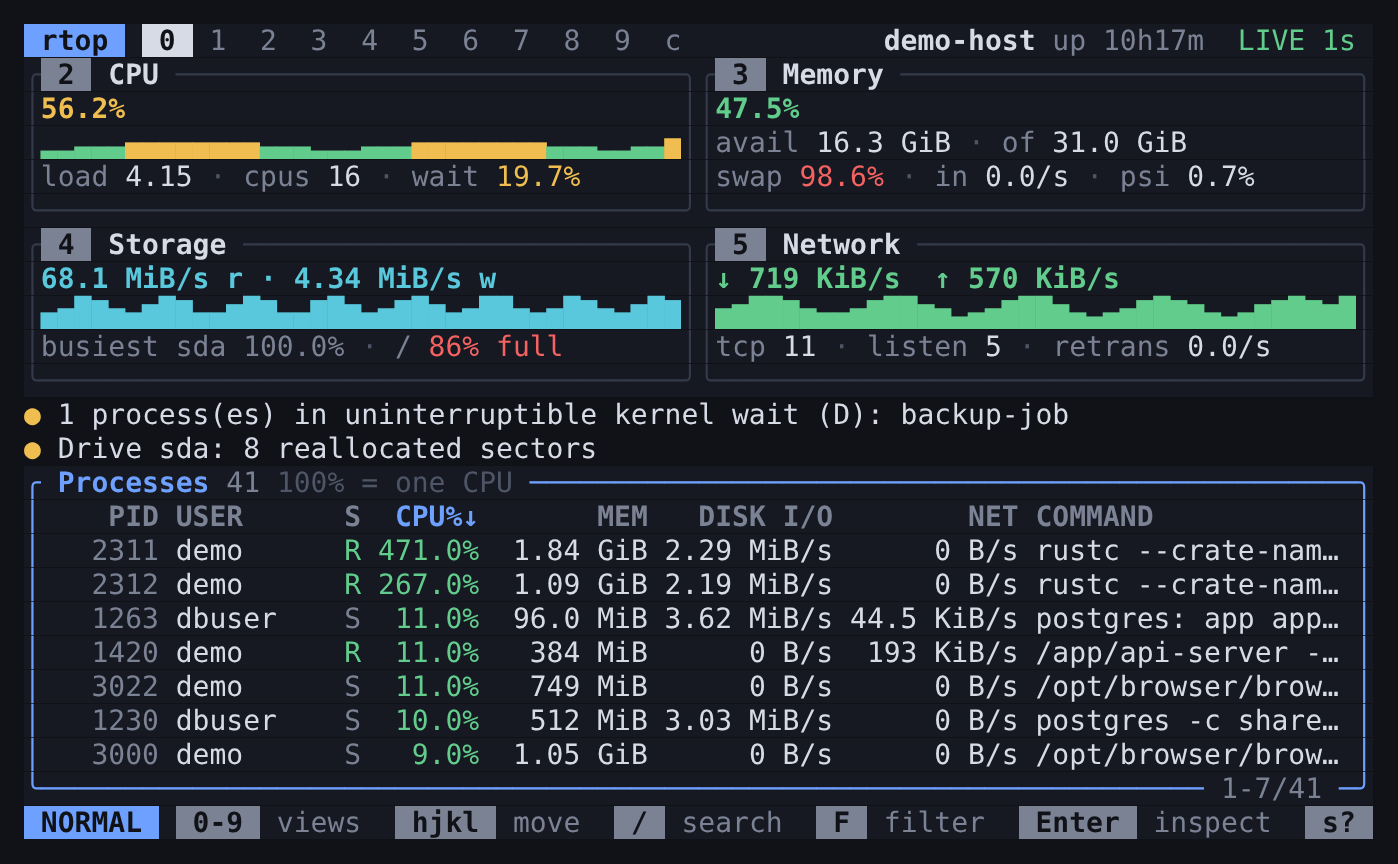 rtop 0 1 2 3 4 5 6 7 8 9 c demo-host up 10h17m LIVE 1s
2 CPU
56.2%
load 4.15 · cpus 16 · wait 19.7%
3 Memory
47.5%
avail 16.3 GiB · of 31.0 GiB
swap 98.6% · in 0.0/s · psi 0.7%
4 Storage
68.1 MiB/s r · 4.34 MiB/s w
busiest sda 100.0% · / 86% full
5 Network
↓ 719 KiB/s ↑ 570 KiB/s
tcp 11 · listen 5 · retrans 0.0/s
● 1 process(es) in uninterruptible kernel wait (D): backup-job
● Drive sda: 8 reallocated sectors
Processes 41 100% = one CPU
PID USER S CPU%↓ MEM DISK I/O NET COMMAND
2311 demo R 471.0% 1.84 GiB 2.29 MiB/s 0 B/s rustc --crate-nam…
2312 demo R 267.0% 1.09 GiB 2.19 MiB/s 0 B/s rustc --crate-nam…
1263 dbuser S 11.0% 96.0 MiB 3.62 MiB/s 44.5 KiB/s postgres: app app…
1420 demo R 11.0% 384 MiB 0 B/s 193 KiB/s /app/api-server -…
3022 demo S 11.0% 749 MiB 0 B/s 0 B/s /opt/browser/brow…
1230 dbuser S 10.0% 512 MiB 3.03 MiB/s 0 B/s postgres -c share…
3000 demo S 9.0% 1.05 GiB 0 B/s 0 B/s /opt/browser/brow…
1-7/41
NORMAL 0-9 views hjkl move / search F filter Enter inspect s?